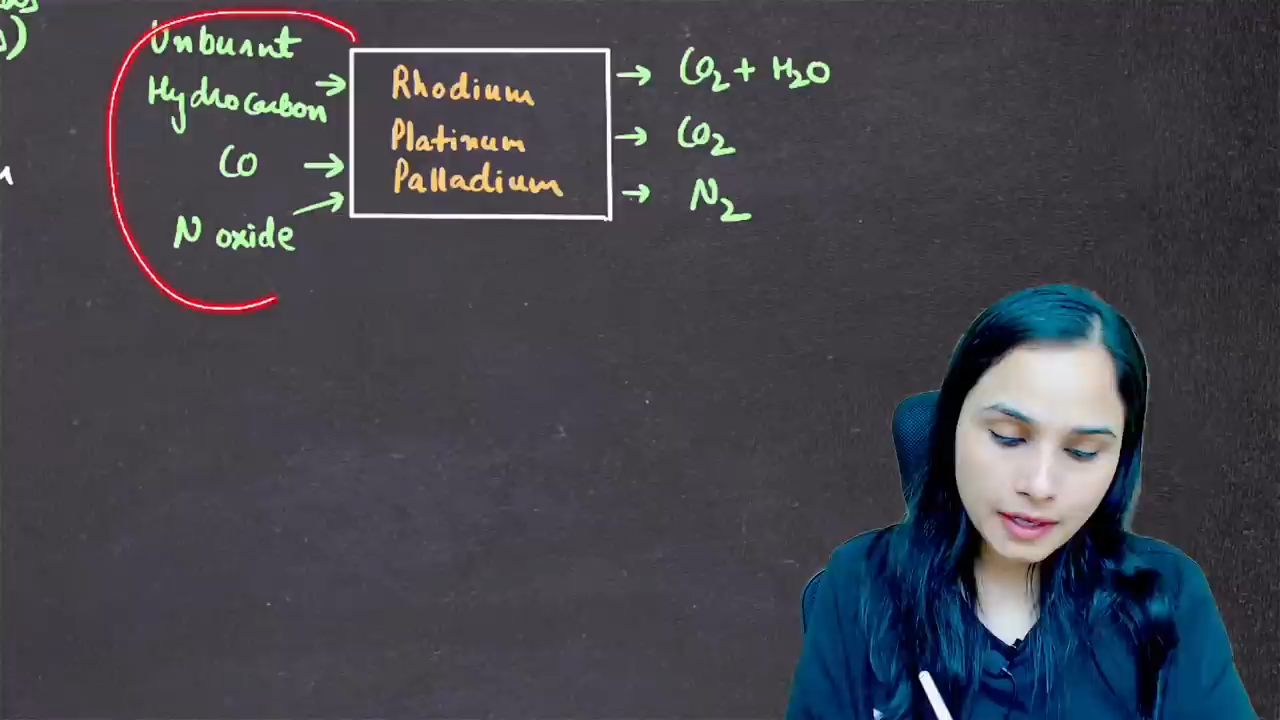 Unburnt
Hydrocarbon → Rhodium → CO2 + H2O
CO → Platinum → CO2
Palladium → N2
N oxide